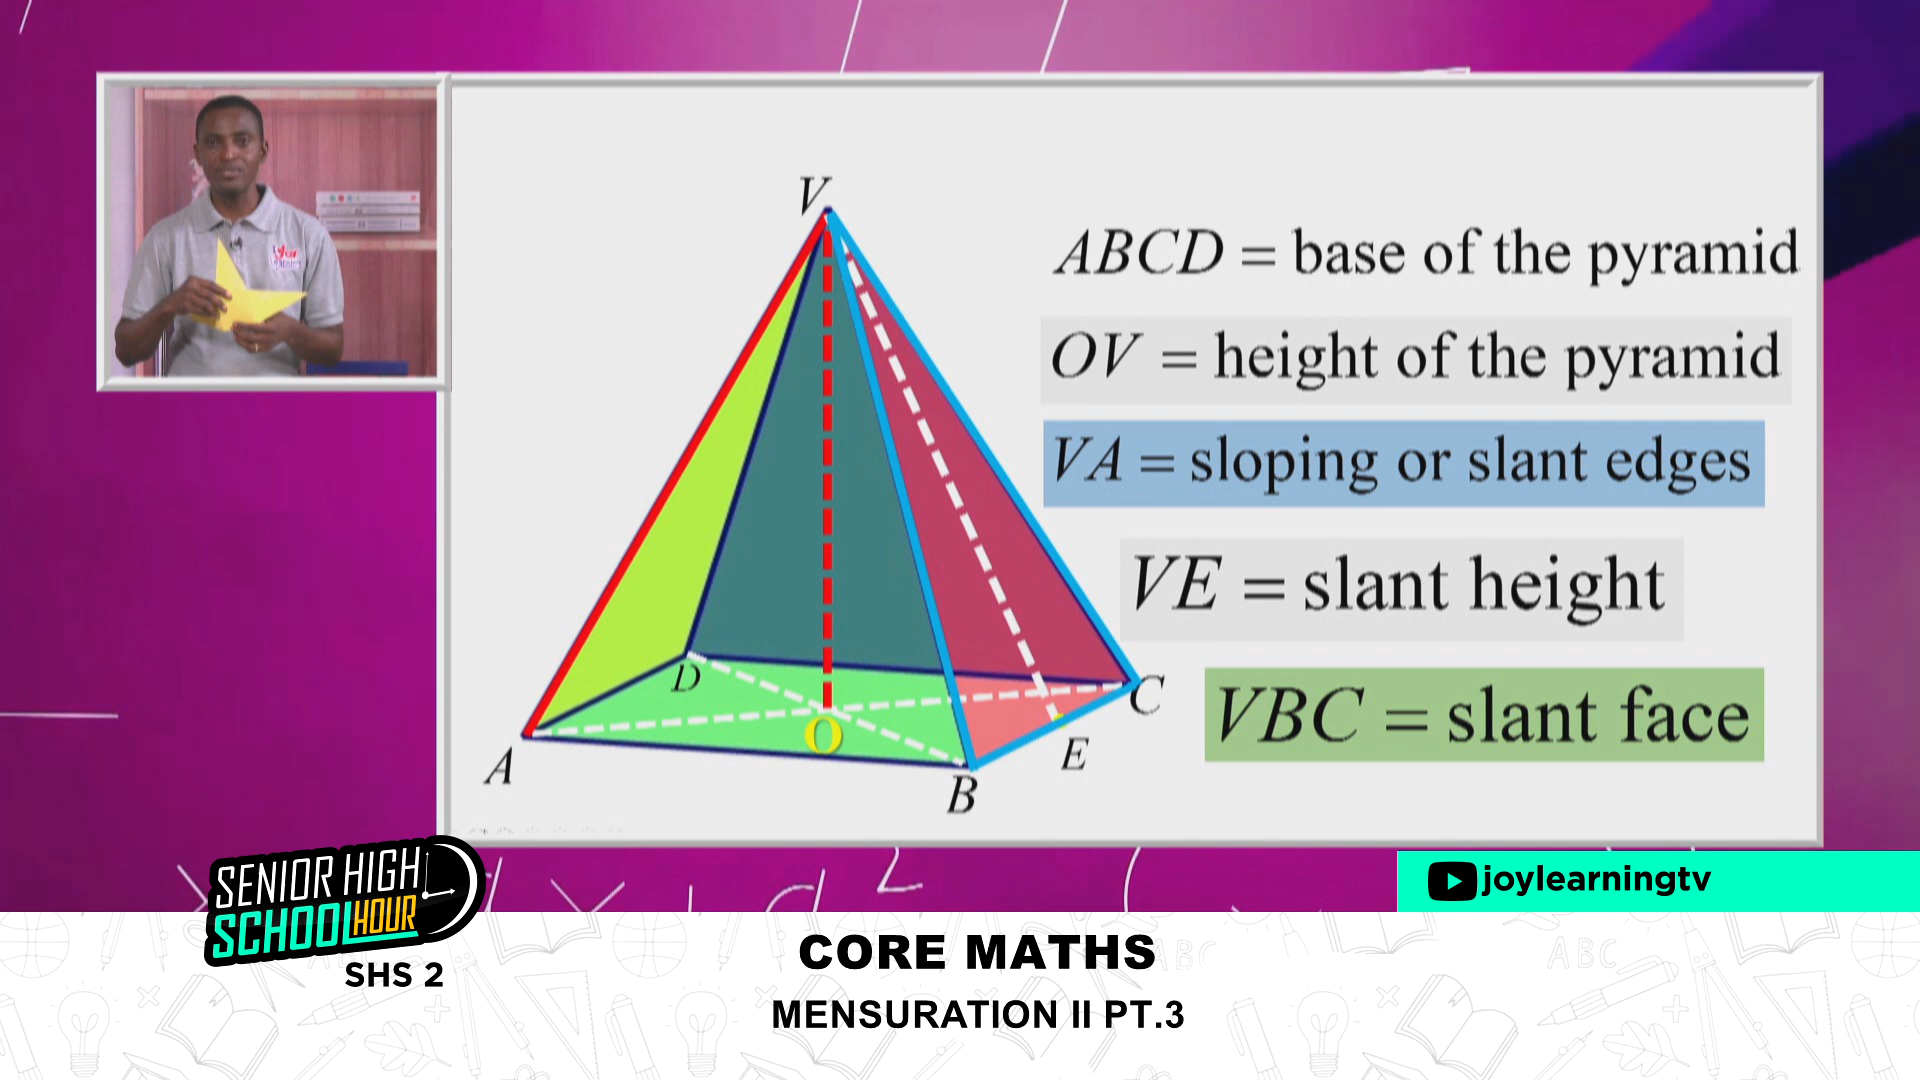 V
ABCD = base of the pyramid
OV = height of the pyramid
VA = sloping or slant edges
VE = slant height
VBC = slant face
D
C
O
A
E
B
SENIOR HIGH
SCHOOL HOUR
SHS 2
joylearningtv
CORE MATHS
MENSURATION II PT.3
ABC